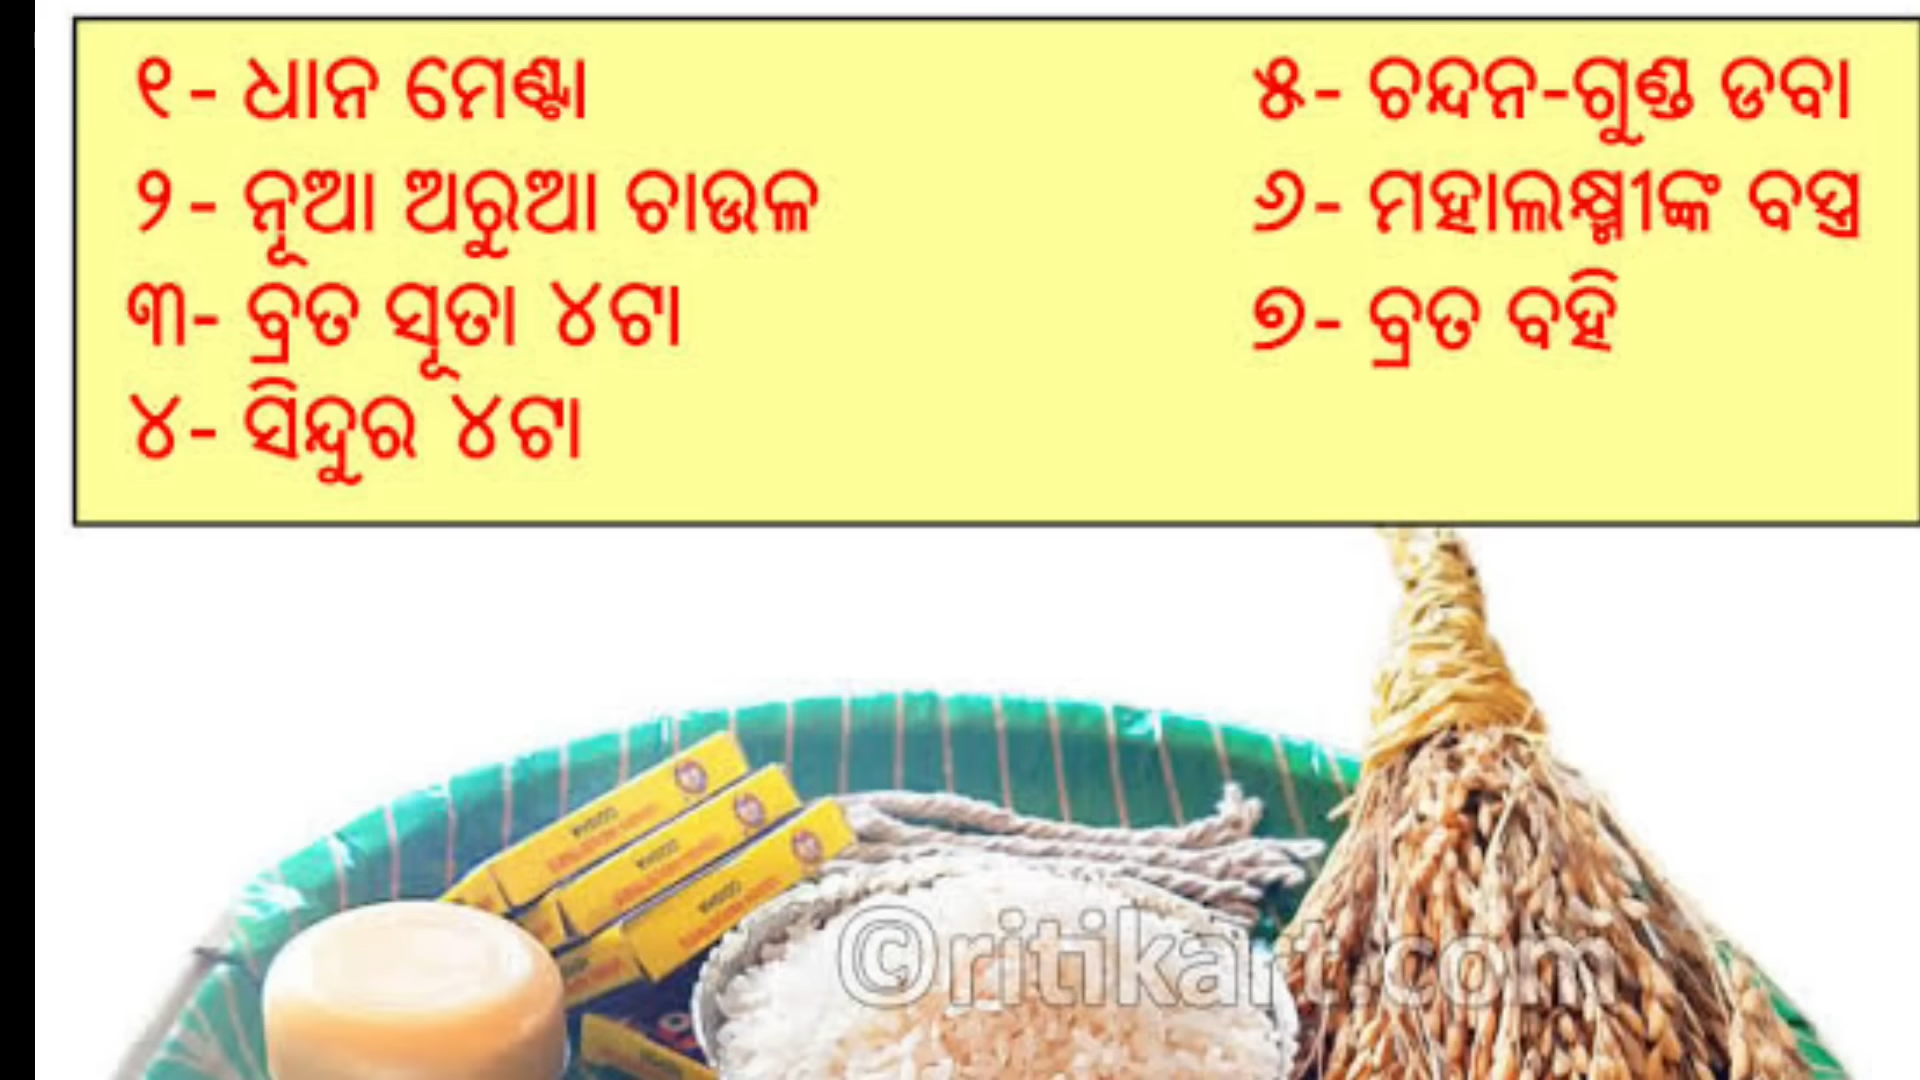 ୧- ଧାନ ମେଣ୍ଟା
୨- ନୂଆ ଅରୁଆ ଚାଉଳ
୩- ବ୍ରତ ସୂତା ୪ଟା
୪- ସିନ୍ଦୁର ୪ଟା
୫- ଚନ୍ଦନ-ଗୁଣ୍ଡ ଡବା
୬- ମହାଲକ୍ଷ୍ମୀଙ୍କ ବସ୍ତ୍ର
୭- ବ୍ରତ ବହି
©ritikart.com